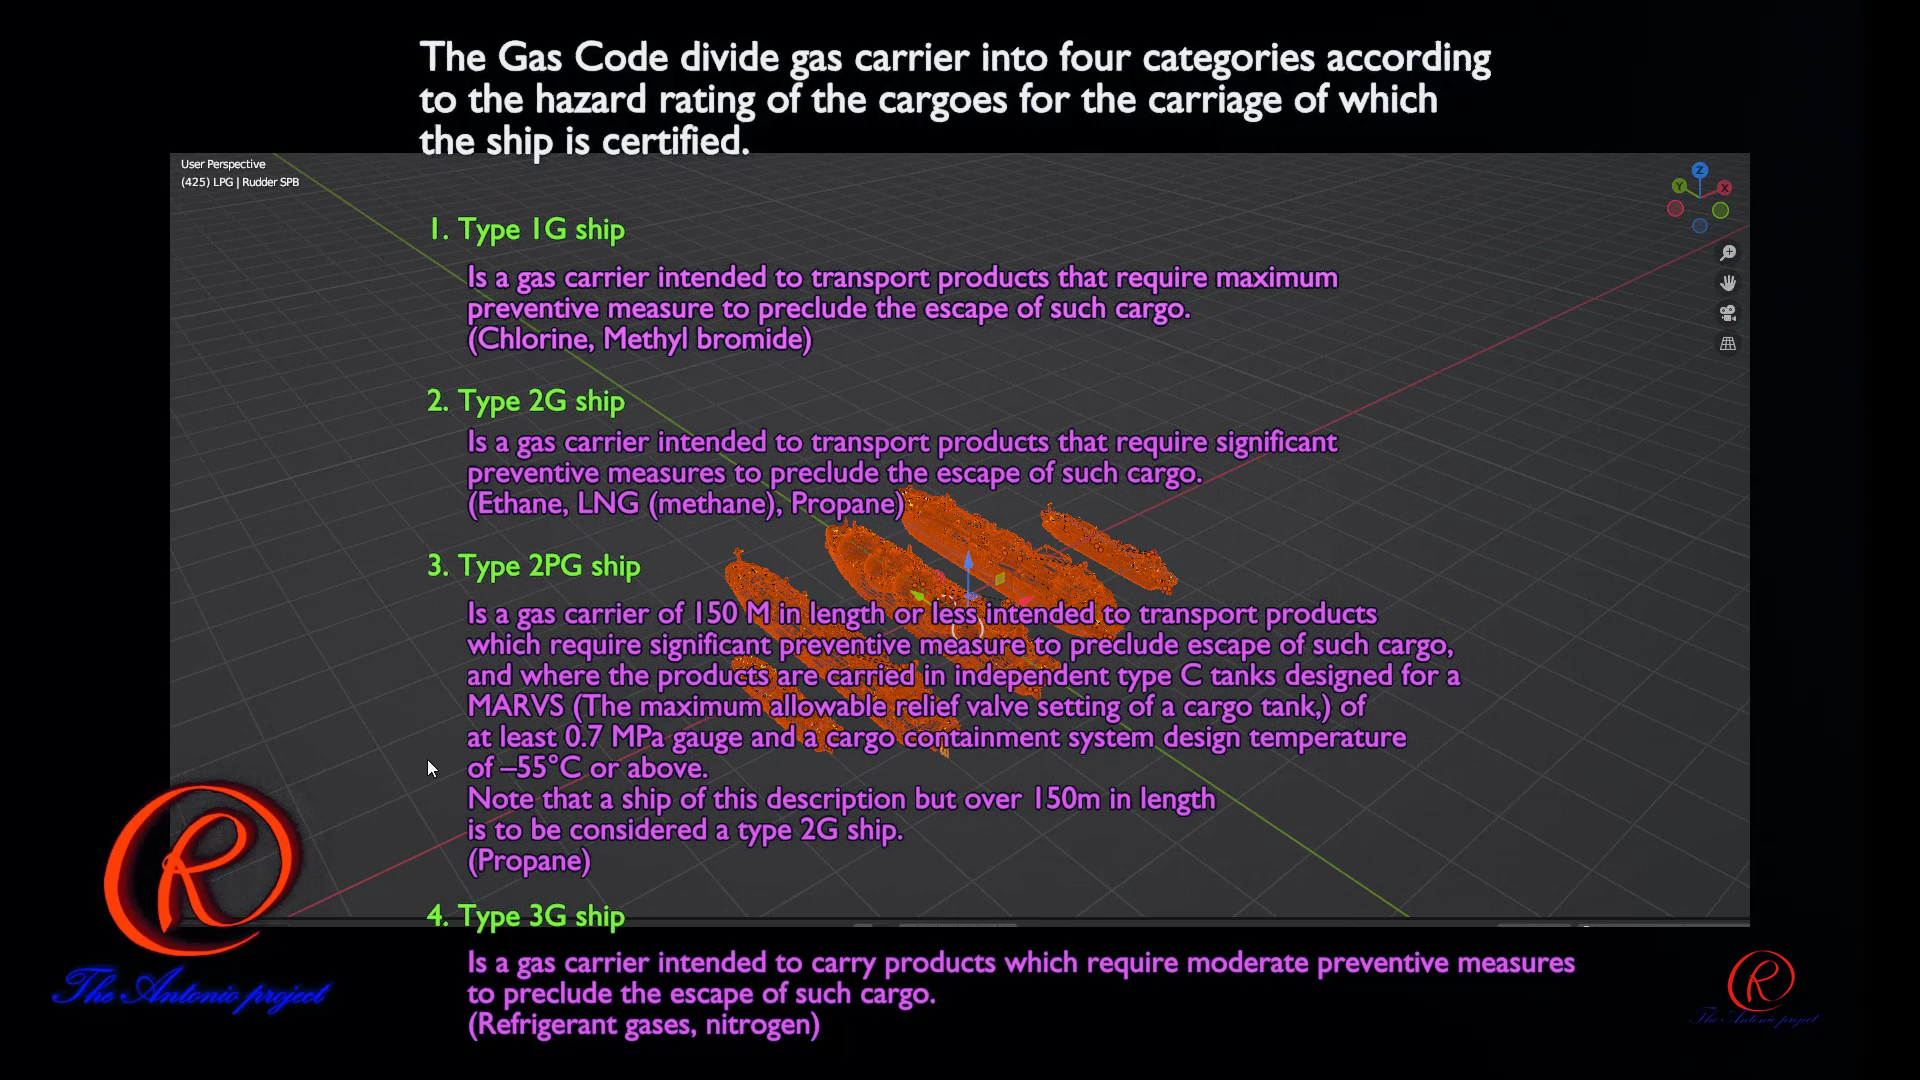 The Gas Code divide gas carrier into four categories according
to the hazard rating of the cargoes for the carriage of which
the ship is certified.
User Perspective
(425) LPG | Rudder SPB
Z
Y
X
1. Type 1G ship
Is a gas carrier intended to transport products that require maximum
preventive measure to preclude the escape of such cargo.
(Chlorine, Methyl bromide)
2. Type 2G ship
Is a gas carrier intended to transport products that require significant
preventive measures to preclude the escape of such cargo.
(Ethane, LNG (methane), Propane)
3. Type 2PG ship
Is a gas carrier of 150 M in length or less intended to transport products
which require significant preventive measure to preclude escape of such cargo,
and where the products are carried in independent type C tanks designed for a
MARVS (The maximum allowable relief valve setting of a cargo tank,) of
at least 0.7 MPa gauge and a cargo containment system design temperature
of –55°C or above.
Note that a ship of this description but over 150m in length
is to be considered a type 2G ship.
(Propane)
4. Type 3G ship
Is a gas carrier intended to carry products which require moderate preventive measures
to preclude the escape of such cargo.
(Refrigerant gases, nitrogen)
R
The Antonio project
R
The Antonio project